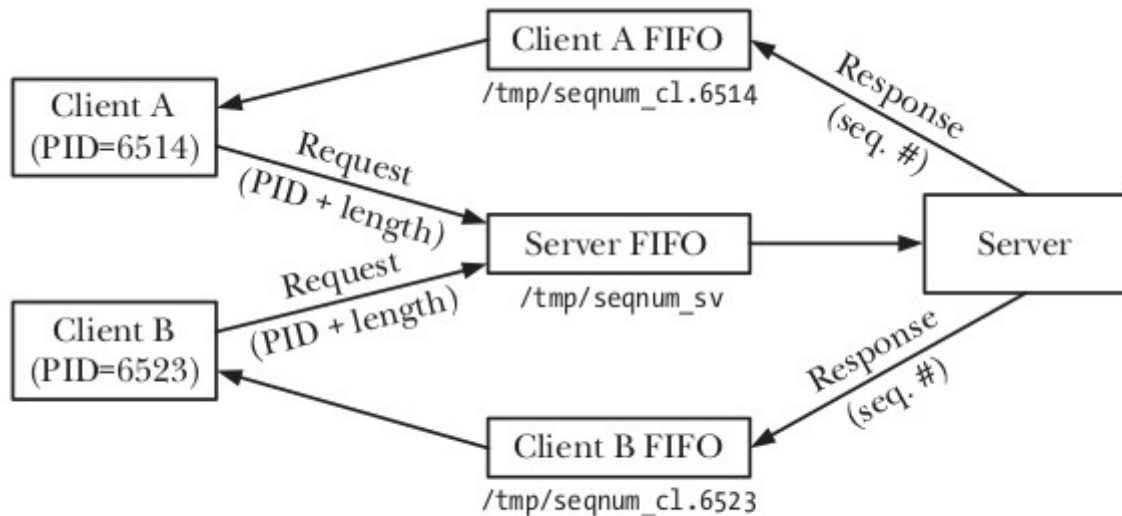 Client A FIFO
/tmp/seqnum_cl.6514
Client A
(PID=6514)
Response
(seq. #)
Request
(PID + length)
Server FIFO
/tmp/seqnum_sv
Server
Request
(PID + length)
Client B
(PID=6523)
Response
(seq. #)
Client B FIFO
/tmp/seqnum_cl.6523